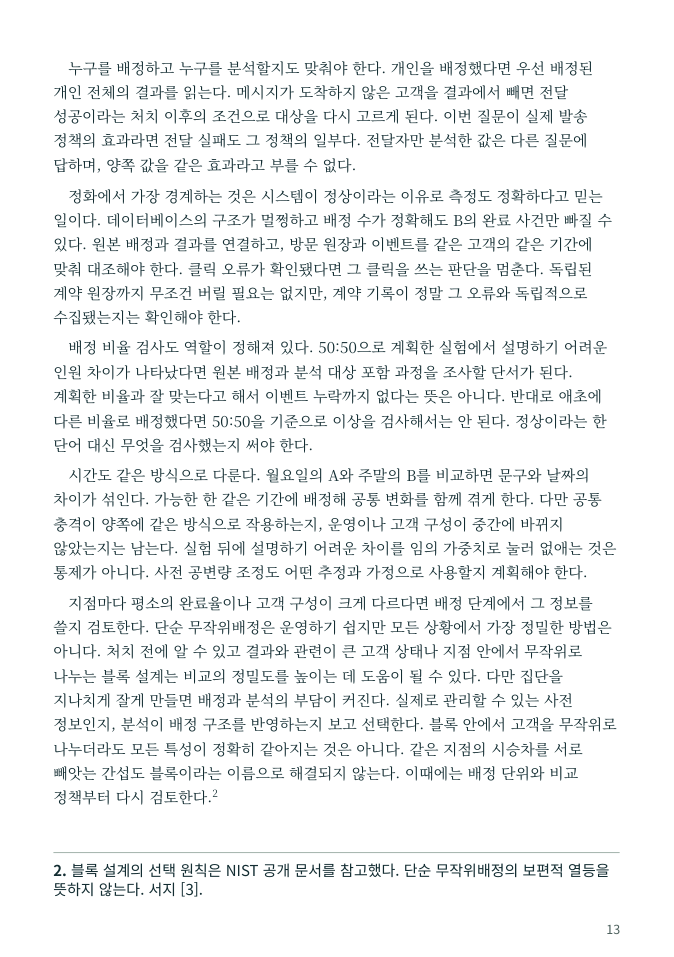 누구를 배정하고 누구를 분석할지도 맞춰야 한다. 개인을 배정했다면 우선 배정된
개인 전체의 결과를 읽는다. 메시지가 도착하지 않은 고객을 결과에서 빼면 전달
성공이라는 처치 이후의 조건으로 대상을 다시 고르게 된다. 이번 질문이 실제 발송
정책의 효과라면 전달 실패도 그 정책의 일부다. 전달자만 분석한 값은 다른 질문에
답하며, 양쪽 값을 같은 효과라고 부를 수 없다.
정화에서 가장 경계하는 것은 시스템이 정상이라는 이유로 측정도 정확하다고 믿는
일이다. 데이터베이스의 구조가 멀쩡하고 배정 수가 정확해도 B의 완료 사건만 빠질 수
있다. 원본 배정과 결과를 연결하고, 방문 원장과 이벤트를 같은 고객의 같은 기간에
맞춰 대조해야 한다. 클릭 오류가 확인됐다면 그 클릭을 쓰는 판단을 멈춘다. 독립된
계약 원장까지 무조건 버릴 필요는 없지만, 계약 기록이 정말 그 오류와 독립적으로
수집됐는지는 확인해야 한다.
배정 비율 검사도 역할이 정해져 있다. 50:50으로 계획한 실험에서 설명하기 어려운
인원 차이가 나타났다면 원본 배정과 분석 대상 포함 과정을 조사할 단서가 된다.
계획한 비율과 잘 맞는다고 해서 이벤트 누락까지 없다는 뜻은 아니다. 반대로 애초에
다른 비율로 배정했다면 50:50을 기준으로 이상을 검사해서는 안 된다. 정상이라는 한
단어 대신 무엇을 검사했는지 써야 한다.
시간도 같은 방식으로 다룬다. 월요일의 A와 주말의 B를 비교하면 문구와 날짜의
차이가 섞인다. 가능한 한 같은 기간에 배정해 공통 변화를 함께 겪게 한다. 다만 공통
충격이 양쪽에 같은 방식으로 작용하는지, 운영이나 고객 구성이 중간에 바뀌지
않았는지는 남는다. 실험 뒤에 설명하기 어려운 차이를 임의 가중치로 눌러 없애는 것은
통제가 아니다. 사전 공변량 조정도 어떤 추정과 가정으로 사용할지 계획해야 한다.
지점마다 평소의 완료율이나 고객 구성이 크게 다르다면 배정 단계에서 그 정보를
쓸지 검토한다. 단순 무작위배정은 운영하기 쉽지만 모든 상황에서 가장 정밀한 방법은
아니다. 처치 전에 알 수 있고 결과와 관련이 큰 고객 상태나 지점 안에서 무작위로
나누는 블록 설계는 비교의 정밀도를 높이는 데 도움이 될 수 있다. 다만 집단을
지나치게 잘게 만들면 배정과 분석의 부담이 커진다. 실제로 관리할 수 있는 사전
정보인지, 분석이 배정 구조를 반영하는지 보고 선택한다. 블록 안에서 고객을 무작위로
나누더라도 모든 특성이 정확히 같아지는 것은 아니다. 같은 지점의 시승차를 서로
빼앗는 간섭도 블록이라는 이름으로 해결되지 않는다. 이때에는 배정 단위와 비교
정책부터 다시 검토한다.2
2. 블록 설계의 선택 원칙은 NIST 공개 문서를 참고했다. 단순 무작위배정의 보편적 열등을
뜻하지 않는다. 서지 [3].
13